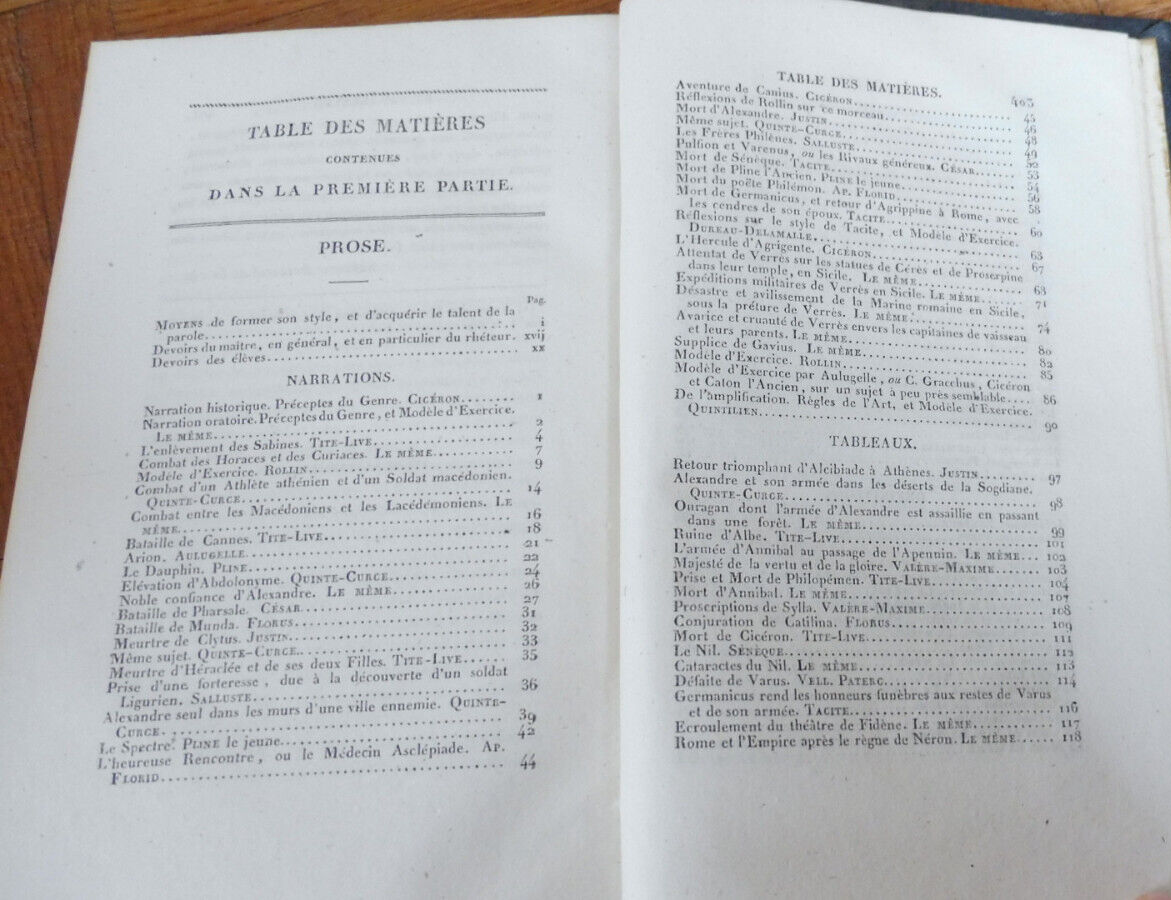 TABLE DES MATIÈRES
CONTENUES
DANS LA PREMIÈRE PARTIE.
PROSE.
Pag.
MOYENS de former son style, et d'acquérir le talent de la
parole.......... i
Devoirs du maître, en général, et en particulier du rhéteur. xvij
Devoirs des élèves.......... xx
NARRATIONS.
Narration historique. Préceptes du Genre. CICÉRON........ 1
Narration oratoire. Préceptes du Genre, et Modèle d'Exercice.
LE MÊME.......... 2
L'enlèvement des Sabines. TITE-LIVE.......... 4
Combat des Horaces et des Curiaces. LE MÊME.......... 7
Modèle d'Exercice. ROLLIN.......... 9
Combat d'un Athlète athénien et d'un Soldat macédonien.
QUINTE-CURCE.......... 14
Combat entre les Macédoniens et les Lacédémoniens. LE
MÊME.......... 16
Bataille de Cannes. TITE-LIVE.......... 18
Arion. AULUGELLE.......... 21
Le Dauphin. PLINE.......... 22
Elévation d'Abdolonyme. QUINTE-CURCE.......... 24
Noble confiance d'Alexandre. LE MÊME.......... 26
Bataille de Pharsale. CÉSAR.......... 27
Bataille de Munda. FLORUS.......... 31
Meurtre de Clytus. JUSTIN.......... 32
Même sujet. QUINTE-CURCE.......... 33
Meurtre d'Héraclée et de ses deux Filles. TITE-LIVE...... 35
Prise d'une forteresse, due à la découverte d'un soldat
Ligurien. SALLUSTE.......... 36
Alexandre seul dans les murs d'une ville ennemie. QUINTE-
CURCE.......... 39
Le Spectre. PLINE le jeune.......... 42
L'heureuse Rencontre, ou le Médecin Asclépiade. AP.
FLORID.......... 44
TABLE DES MATIÈRES. 403
Aventure de Canius. CICÉRON.......... 45
Réflexions de Rollin sur ce morceau.......... 46
Mort d'Alexandre. JUSTIN.......... 48
Même sujet. QUINTE-CURCE.......... 49
Les Frères Philènes. SALLUSTE.......... 52
Pulfion et Varenus, ou les Rivaux généreux. CÉSAR.......... 53
Mort de Sénèque. TACITE.......... 54
Mort de Pline l'Ancien. PLINE le jeune.......... 56
Mort du poëte Philémon. AP. FLORID.......... 58
Mort de Germanicus, et retour d'Agrippine à Rome, avec
les cendres de son époux. TACITE.......... 60
Réflexions sur le style de Tacite, et Modèle d'Exercice.
DUREAU-DELAMALLE.......... 63
L'Hercule d'Agrigente. CICÉRON.......... 67
Attentat de Verrès sur les statues de Cérès et de Proserpine
dans leur temple, en Sicile. LE MÊME.......... 68
Expéditions militaires de Verrès en Sicile. LE MÊME...... 71
Désastre et avilissement de la Marine romaine en Sicile,
sous la préture de Verrès. LE MÊME.......... 74
Avarice et cruauté de Verrès envers les capitaines de vaisseau
et leurs parents. LE MÊME.......... 80
Supplice de Gavius. LE MÊME.......... 82
Modèle d'Exercice. ROLLIN.......... 85
Modèle d'Exercice par Aulugelle, ou C. Gracchus, Cicéron
et Caton l'Ancien, sur un sujet à peu près semblable.... 86
De l'amplification. Règles de l'Art, et Modèle d'Exercice.
QUINTILIEN.......... 90
TABLEAUX.
Retour triomphant d'Alcibiade à Athènes. JUSTIN........ 97
Alexandre et son armée dans les déserts de la Sogdiane.
QUINTE-CURCE.......... 98
Ouragan dont l'armée d'Alexandre est assaillie en passant
dans une forêt. LE MÊME.......... 99
Ruine d'Albe. TITE-LIVE.......... 101
L'armée d'Annibal au passage de l'Apennin. LE MÊME... 102
Majesté de la vertu et de la gloire. VALÈRE-MAXIME.... 103
Prise et Mort de Philopémen. TITE-LIVE.......... 104
Mort d'Annibal. LE MÊME.......... 107
Proscriptions de Sylla. VALÈRE-MAXIME.......... 108
Conjuration de Catilina. FLORUS.......... 109
Mort de Cicéron. TITE-LIVE.......... 111
Le Nil. SÉNÈQUE.......... 112
Cataractes du Nil. LE MÊME.......... 113
Défaite de Varus. VELL. PATERC.......... 114
Germanicus rend les honneurs funèbres aux restes de Varus
et de son armée. TACITE.......... 116
Ecroulement du théâtre de Fidène. LE MÊME.......... 117
Rome et l'Empire après le règne de Néron. LE MÊME...... 118